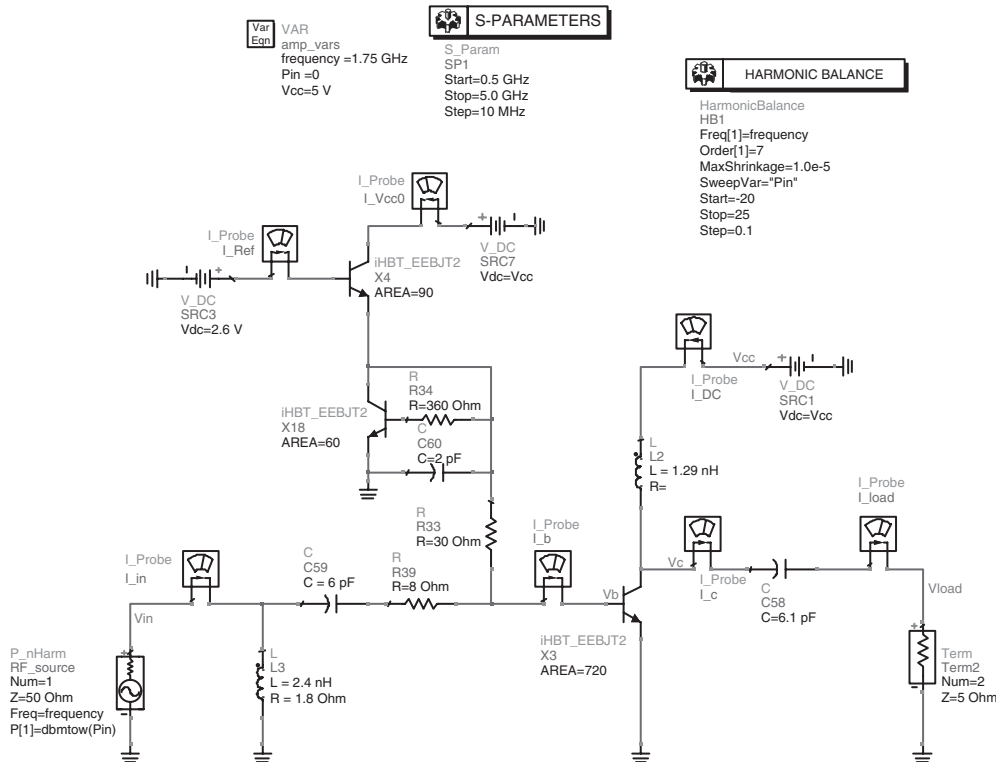 Var
Eqn
VAR
amp_vars
frequency =1.75 GHz
Pin =0
Vcc=5 V
S-PARAMETERS
S_Param
SP1
Start=0.5 GHz
Stop=5.0 GHz
Step=10 MHz
HARMONIC BALANCE
HarmonicBalance
HB1
Freq[1]=frequency
Order[1]=7
MaxShrinkage=1.0e-5
SweepVar="Pin"
Start=-20
Stop=25
Step=0.1
I_Probe
I_Vcc0
I_Probe
I_Ref
V_DC
SRC7
Vdc=Vcc
iHBT_EEBJT2
X4
AREA=90
V_DC
SRC3
Vdc=2.6 V
I_Probe
I_DC
Vcc
V_DC
SRC1
Vdc=Vcc
R
R34
R=360 Ohm
iHBT_EEBJT2
X18
AREA=60
C
C60
C=2 pF
L
L2
L = 1.29 nH
R=
R
R33
R=30 Ohm
I_Probe
I_b
I_Probe
I_load
I_Probe
I_in
C
C59
C = 6 pF
R
R39
R=8 Ohm
Vc
I_Probe
I_c
C
C58
C=6.1 pF
Vload
Vin
Vb
iHBT_EEBJT2
X3
AREA=720
P_nHarm
RF_source
Num=1
Z=50 Ohm
Freq=frequency
P[1]=dbmtow(Pin)
L
L3
L = 2.4 nH
R = 1.8 Ohm
Term
Term2
Num=2
Z=5 Ohm